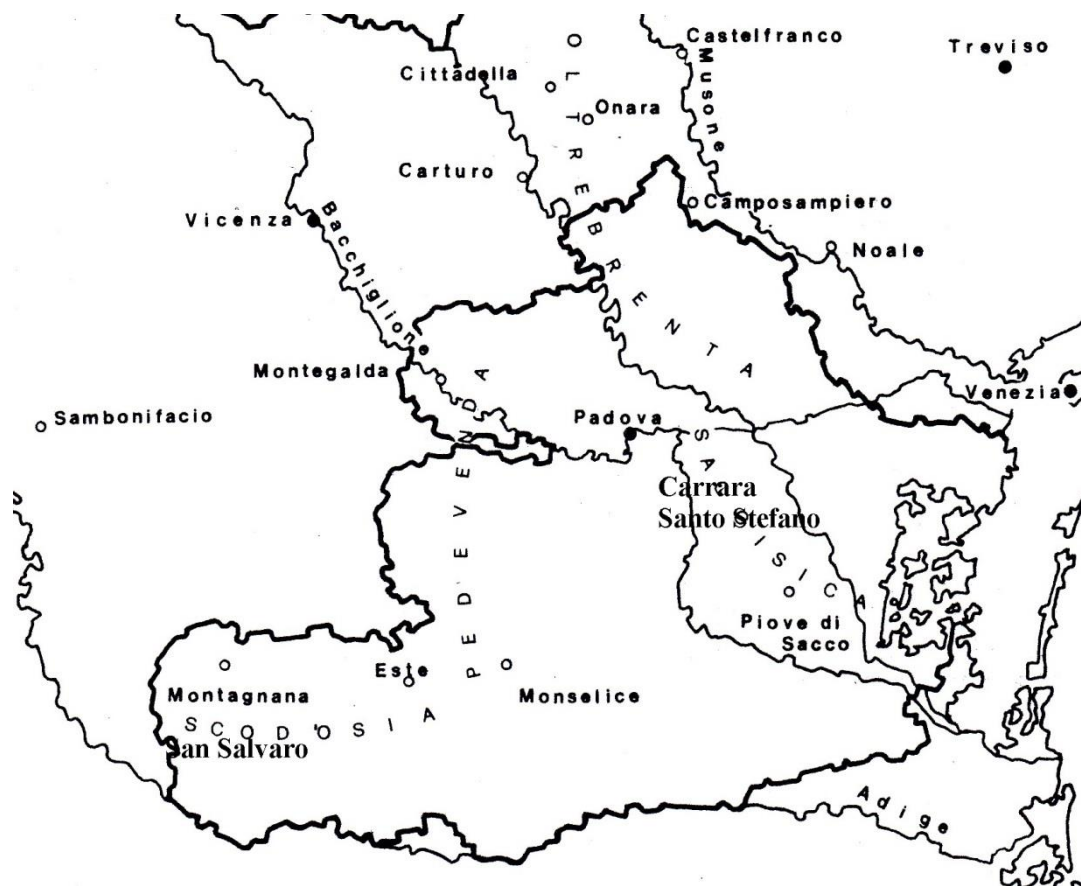 Castelfranco
Treviso
Cittadella
OLTREBRENTA
Musone
Onara
Carturo
Camposampiero
Vicenza
Bacchiglione
Noale
Montegalda
Venezia
Sambonifacio
Padova
PEDEVENDA
SACCISICA
Carrara
Santo Stefano
Piove di
Sacco
Este
Montagnana
Monselice
SCODOSIA
San Salvaro
Adige